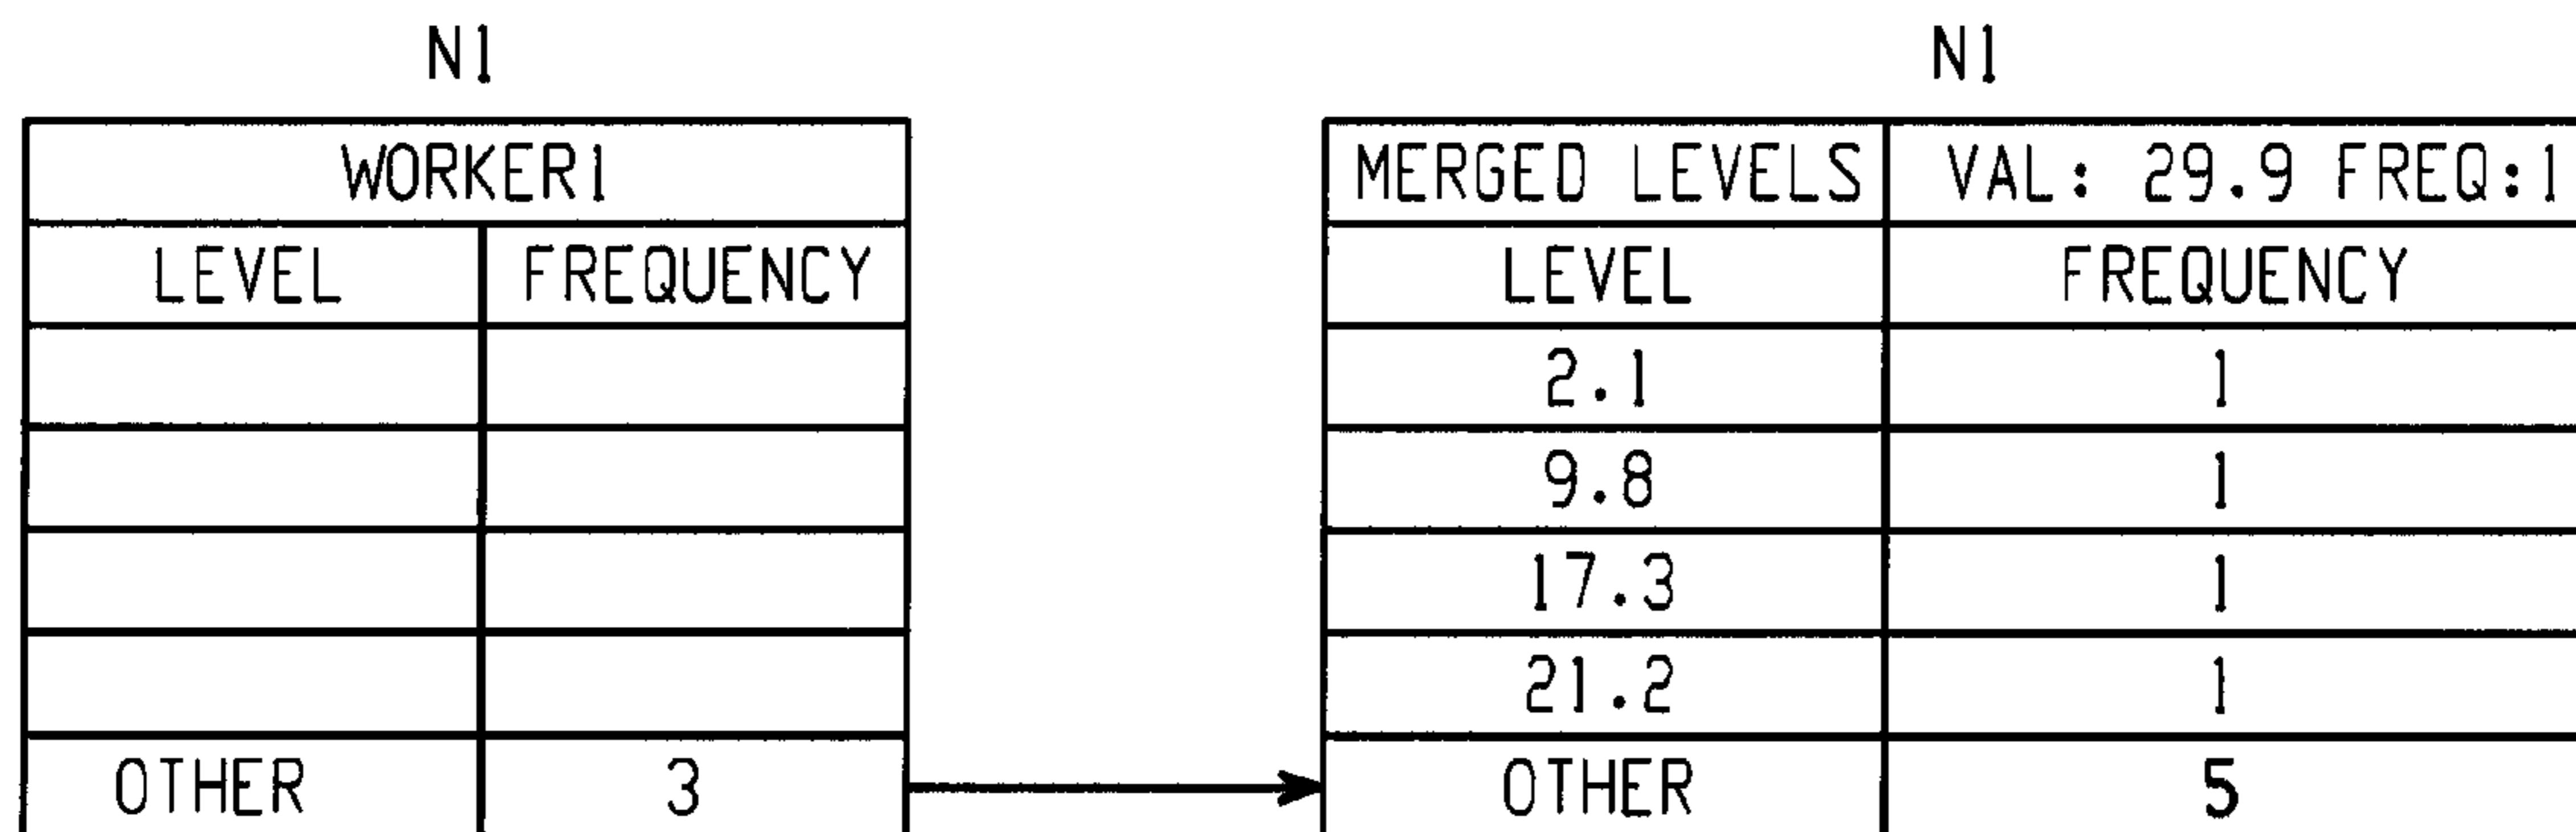 N1
WORKER1
LEVEL FREQUENCY
OTHER 3
N1
MERGED LEVELS VAL: 29.9 FREQ:1
LEVEL FREQUENCY
2.1 1
9.8 1
17.3 1
21.2 1
OTHER 5